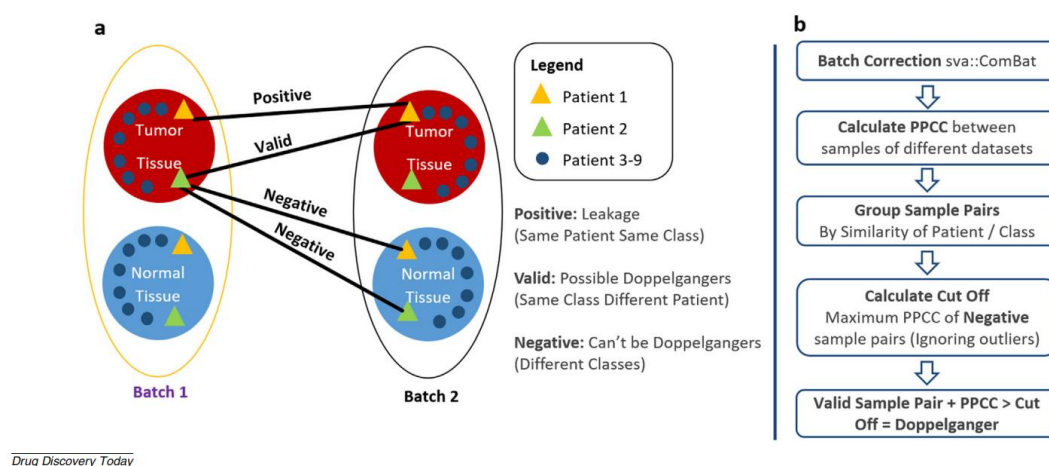 a
Positive
Valid
Negative
Negative
Tumor
Tissue
Normal
Tissue
Batch 1
Tumor
Tissue
Normal
Tissue
Batch 2
Legend
Patient 1
Patient 2
Patient 3-9
Positive: Leakage
(Same Patient Same Class)
Valid: Possible Doppelgangers
(Same Class Different Patient)
Negative: Can't be Doppelgangers
(Different Classes)
b
Batch Correction sva::ComBat
Calculate PPCC between
samples of different datasets
Group Sample Pairs
By Similarity of Patient / Class
Calculate Cut Off
Maximum PPCC of Negative
sample pairs (Ignoring outliers)
Valid Sample Pair + PPCC > Cut
Off = Doppelganger
Drug Discovery Today